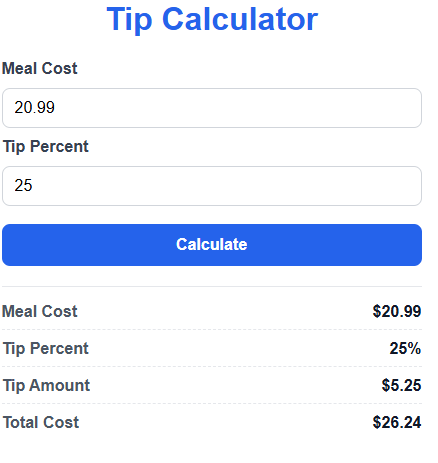 Tip Calculator
Meal Cost
20.99
Tip Percent
25
Calculate
Meal Cost $20.99
Tip Percent 25%
Tip Amount $5.25
Total Cost $26.24